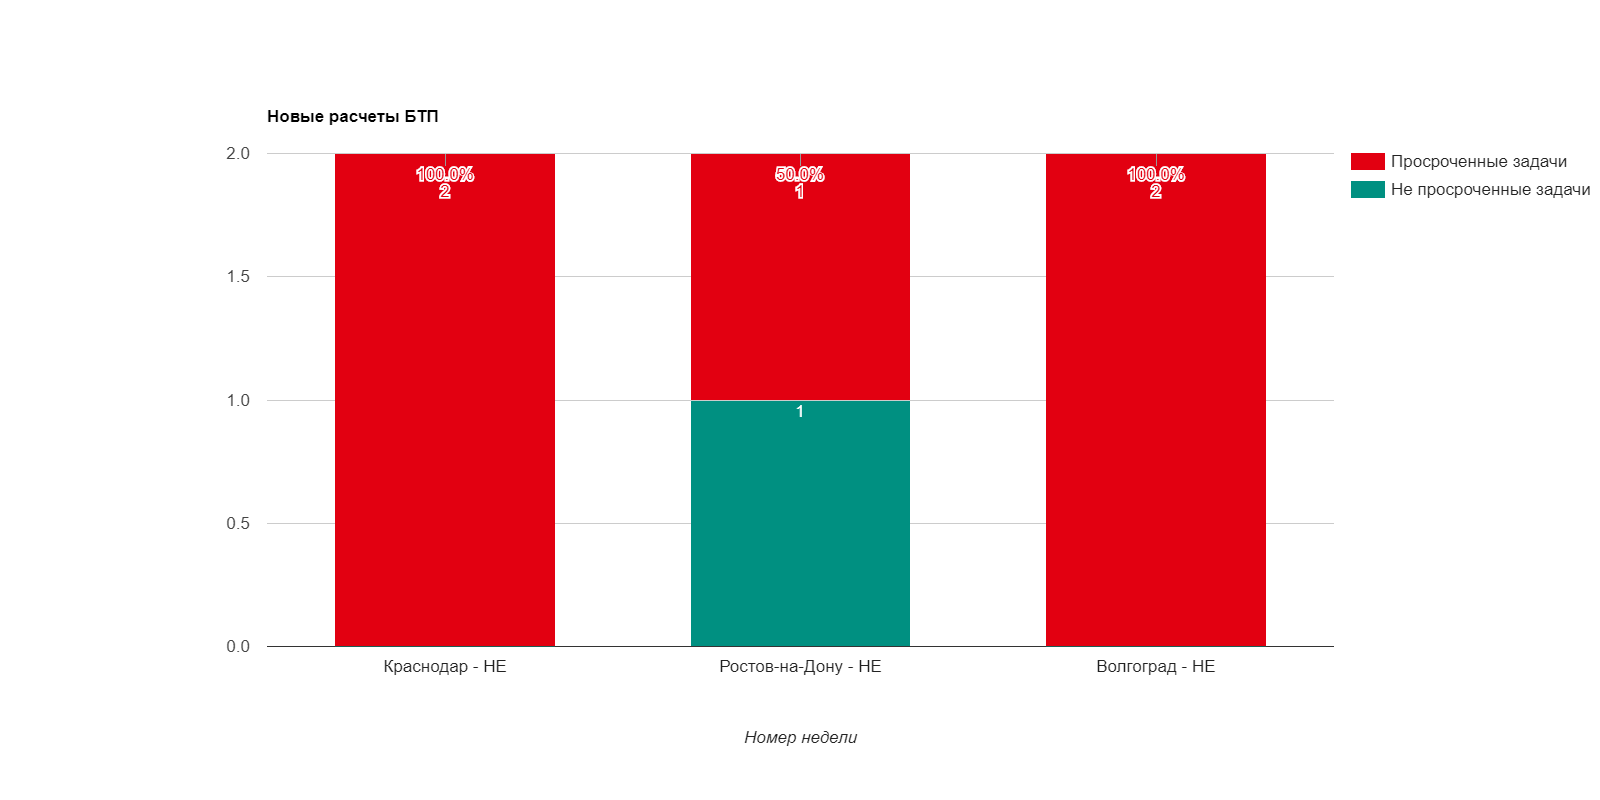 Новые расчеты БТП
2.0
1.5
1.0
0.5
0.0
100.0%
2
50.0%
1
1
100.0%
2
Краснодар - НЕ
Ростов-на-Дону - НЕ
Волгоград - НЕ
Номер недели
Просроченные задачи
Не просроченные задачи